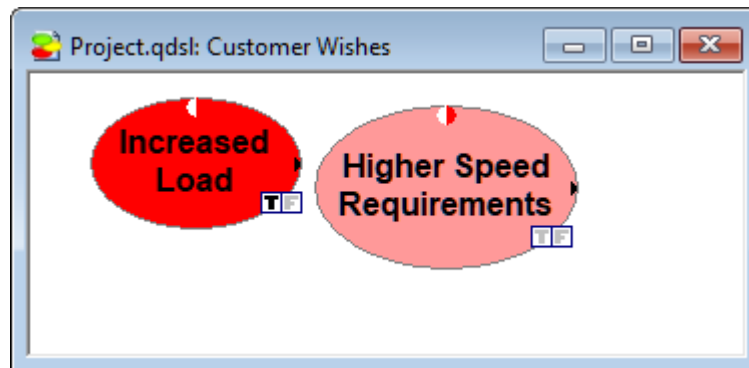 Project.qdsl: Customer Wishes
Increased
Load
T F
Higher Speed
Requirements
T F